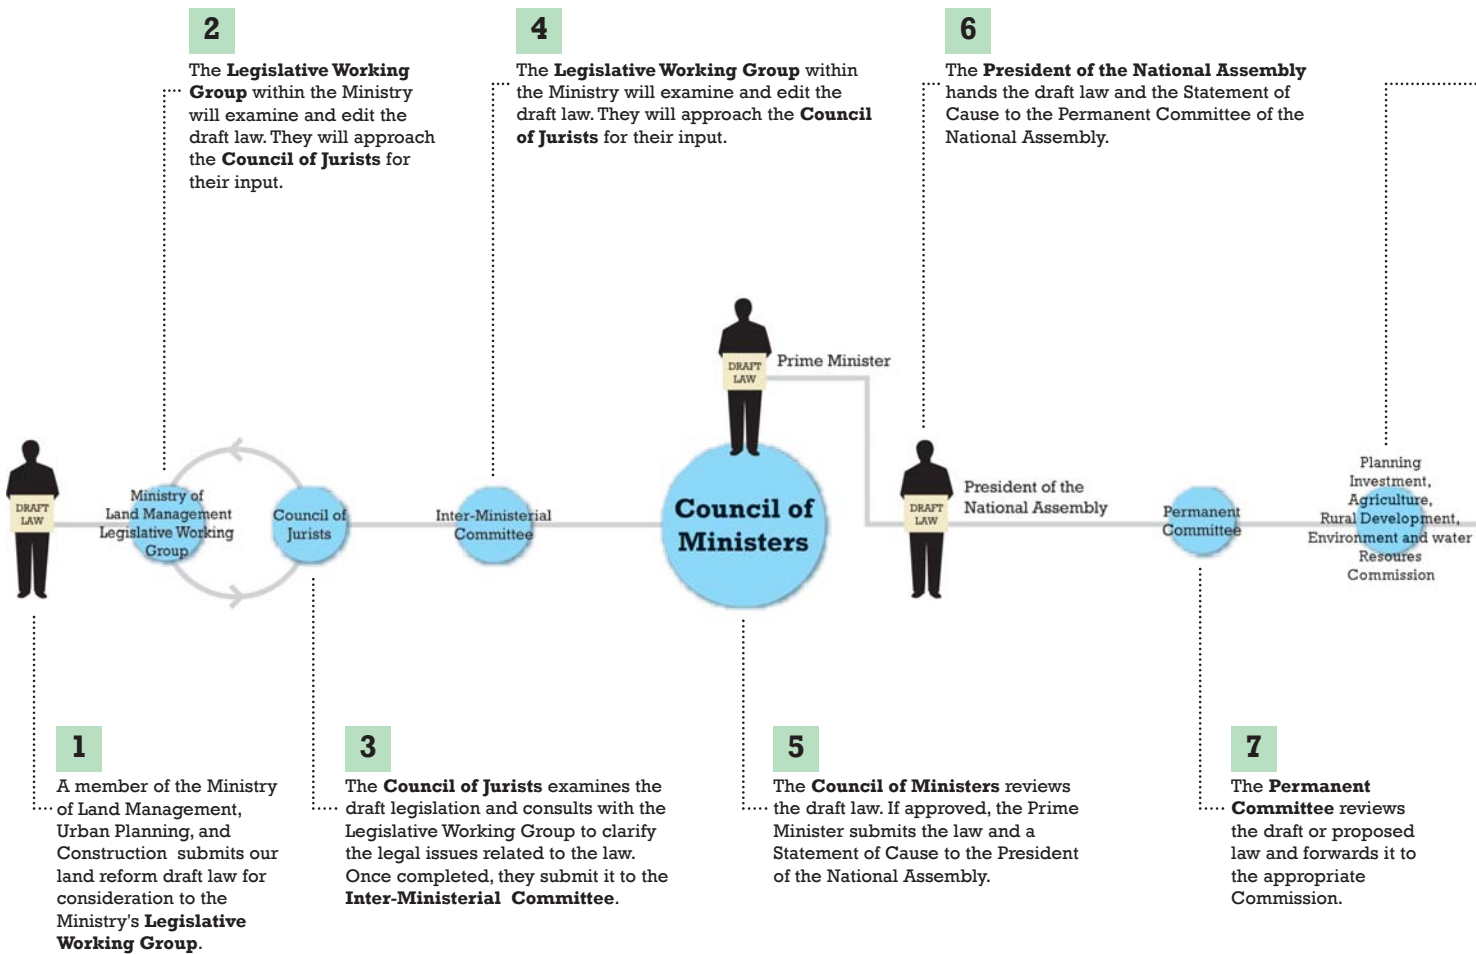 2
The Legislative Working
Group within the Ministry
will examine and edit the
draft law. They will approach
the Council of Jurists for
their input.
4
The Legislative Working Group within
the Ministry will examine and edit the
draft law. They will approach the Council
of Jurists for their input.
6
The President of the National Assembly
hands the draft law and the Statement of
Cause to the Permanent Committee of the
National Assembly.
DRAFT
LAW
Ministry of
Land Management
Legislative Working
Group
Council of
Jurists
Inter-Ministerial
Committee
DRAFT
LAW
Prime Minister
Council of
Ministers
DRAFT
LAW
President of the
National Assembly
Permanent
Committee
Planning
Investment,
Agriculture,
Rural Development,
Environment and water
Resoures
Commission
1
A member of the Ministry
of Land Management,
Urban Planning, and
Construction submits our
land reform draft law for
consideration to the
Ministry's Legislative
Working Group.
3
The Council of Jurists examines the
draft legislation and consults with the
Legislative Working Group to clarify
the legal issues related to the law.
Once completed, they submit it to the
Inter-Ministerial Committee.
5
The Council of Ministers reviews
the draft law. If approved, the Prime
Minister submits the law and a
Statement of Cause to the President
of the National Assembly.
7
The Permanent
Committee reviews
the draft or proposed
law and forwards it to
the appropriate
Commission.